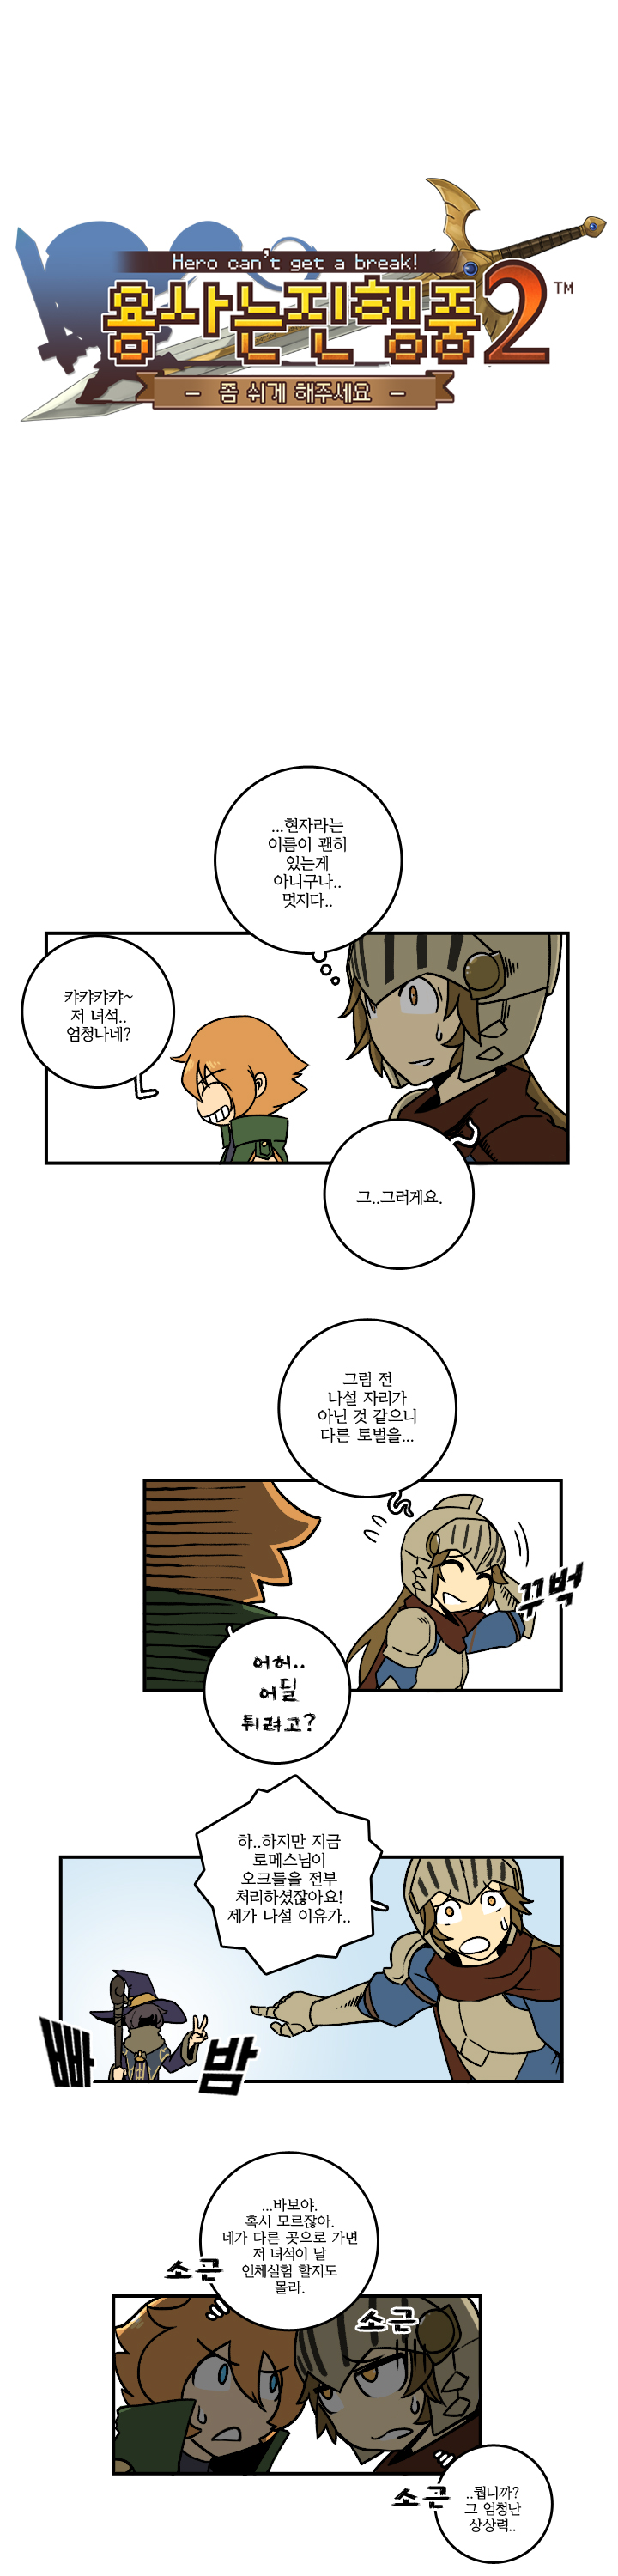 Hero can't get a break!
용사는진행중2™
- 좀 쉬게 해주세요 -
...현자라는
이름이 괜히
있는게
아니구나..
멋지다..
캬캬캬캬~
저 녀석..
엄청나네?
그..그러게요.
그럼 전
나설 자리가
아닌 것 같으니
다른 토벌을...
꾸벅
어허..
어딜
튀려고?
하..하지만 지금
로메스님이
오크들을 전부
처리하셨잖아요!
제가 나설 이유가..
빠
밤
...바보야.
혹시 모르잖아.
네가 다른 곳으로 가면
저 녀석이 날
인체실험 할지도
몰라.
소근
소근
소근
..뭡니까?
그 엄청난
상상력..